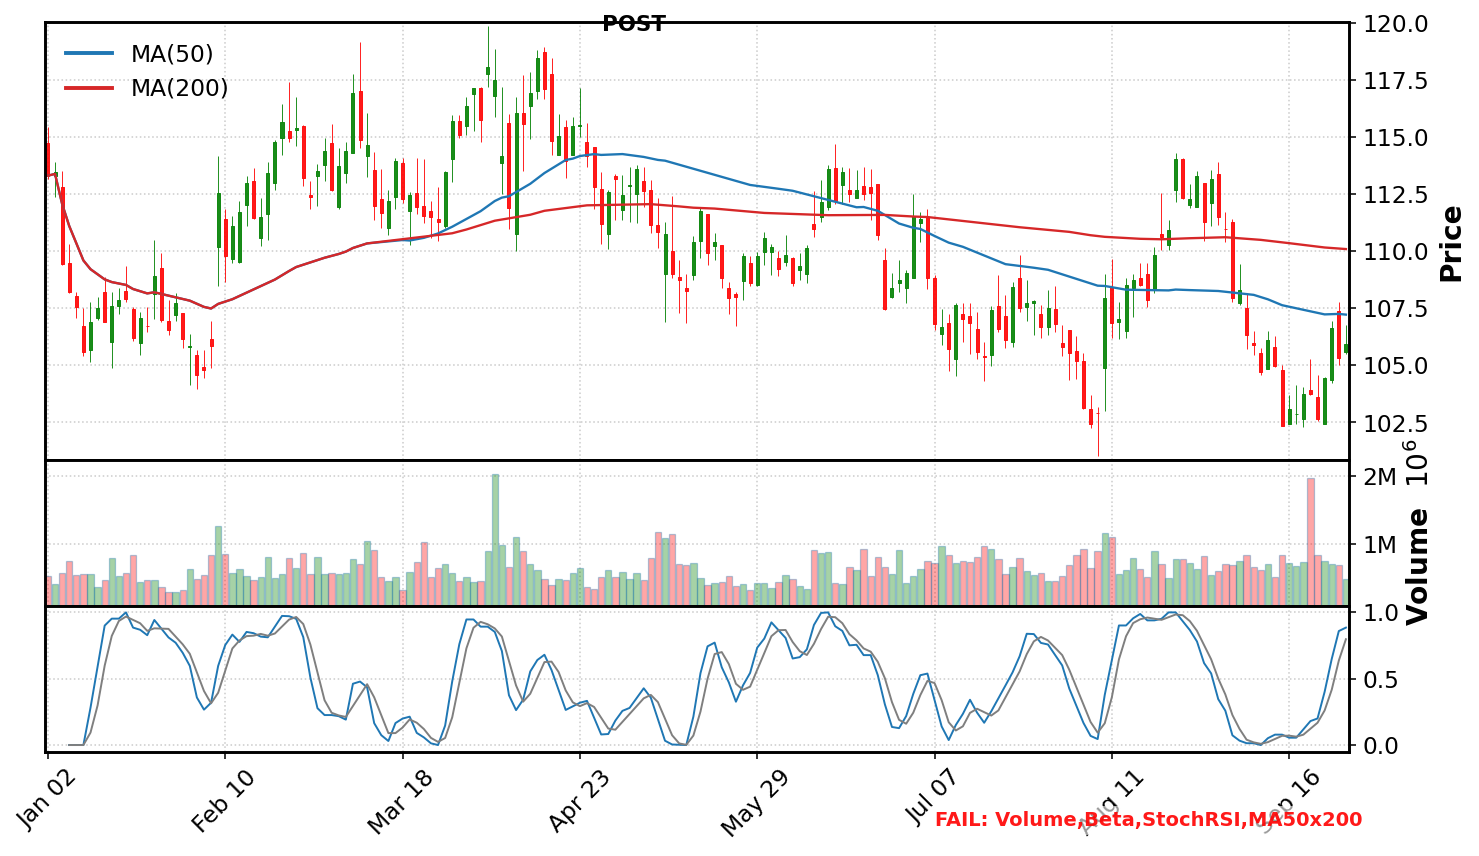 POST
MA(50)
MA(200)
120.0
117.5
115.0
112.5
110.0
107.5
105.0
102.5
Price
2M
1M
Volume 10^6
1.0
0.5
0.0
Jan 02
Feb 10
Mar 18
Apr 23
May 29
Jul 07
Aug 11
Sep 16
FAIL: Volume,Beta,StochRSI,MA50x200